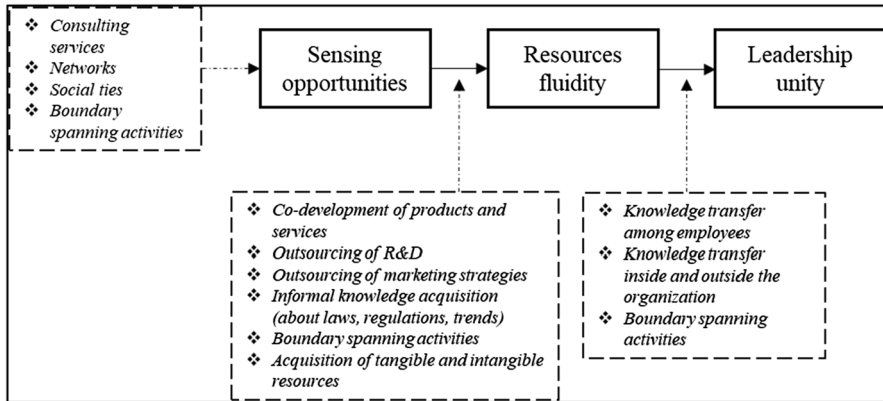 ❖ Consulting
services
❖ Networks
❖ Social ties
❖ Boundary
spanning activities
Sensing
opportunities
Resources
fluidity
Leadership
unity
❖ Co-development of products and
services
❖ Outsourcing of R&D
❖ Outsourcing of marketing strategies
❖ Informal knowledge acquisition
(about laws, regulations, trends)
❖ Boundary spanning activities
❖ Acquisition of tangible and intangible
resources
❖ Knowledge transfer
among employees
❖ Knowledge transfer
inside and outside the
organization
❖ Boundary spanning
activities